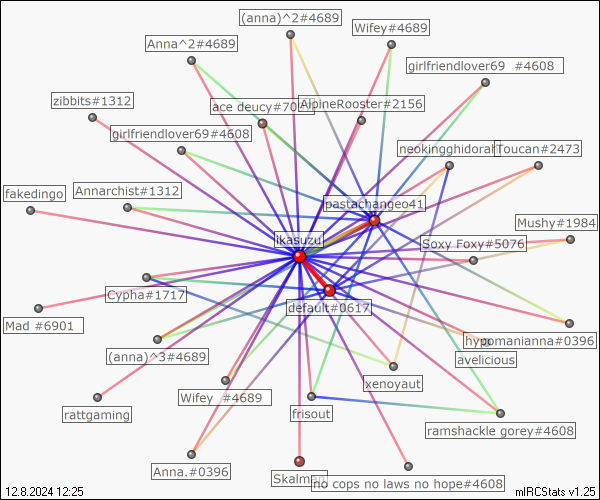 (anna)^2#4689
Wifey#4689
Anna^2#4689
girlfriendlover69 #4608
zibbits#1312
ace deucy#70
AlpineRooster#2156
girlfriendlover69#4608
neokingghidorah
Toucan#2473
fakedingo
Annarchist#1312
pastachangeo41
Mushy#1984
ikasuzu
Soxy Foxy#5076
Cypha#1717
default#0617
Mad #6901
hypomanianna#0396
(anna)^3#4689
avelicious
xenoyaut
Wifey #4689
rattgaming
frisout
ramshackle gorey#4608
Anna.#0396
Skalman
no cops no laws no hope#4608
12.8.2024 12:25
mIRCStats v1.25